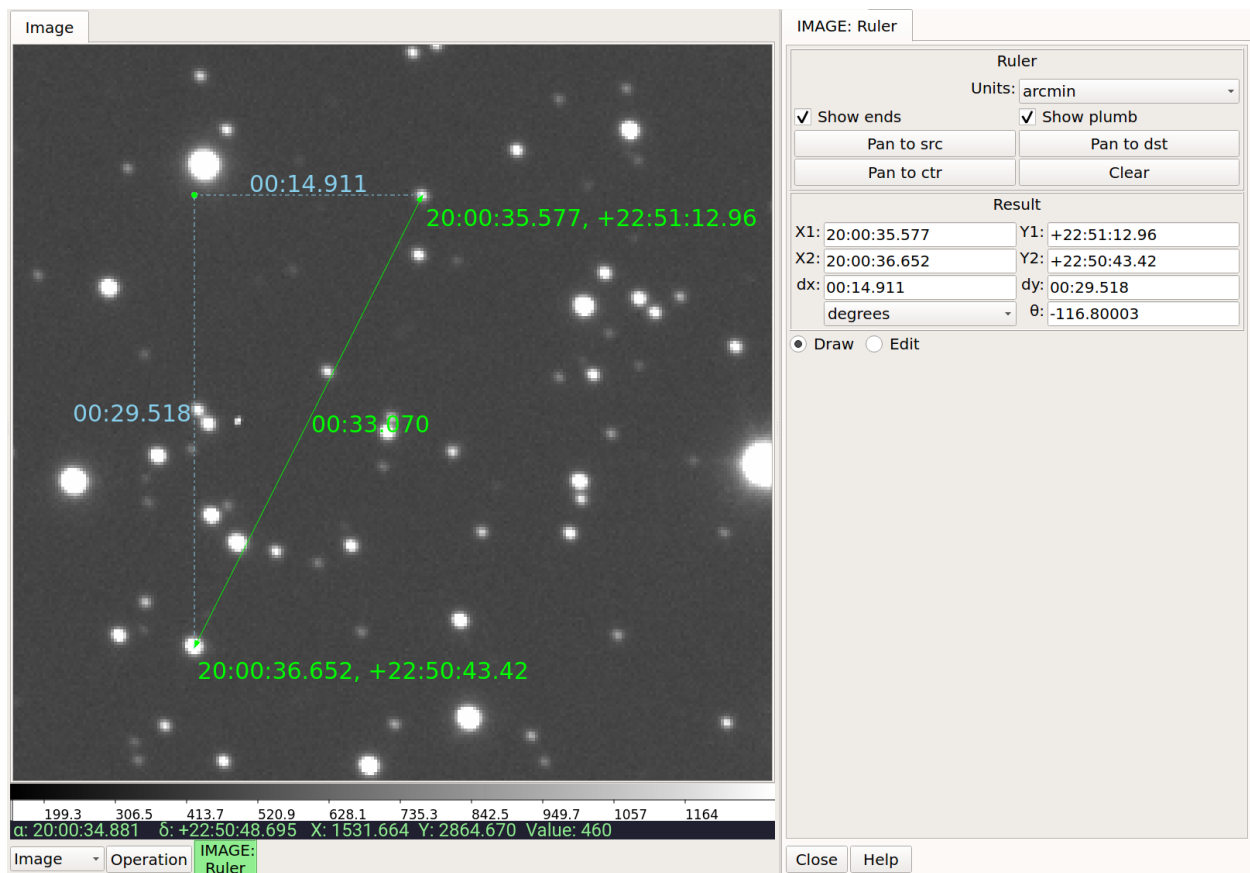 Image
IMAGE: Ruler
Ruler
Units: arcmin
Show ends Show plumb
Pan to src Pan to dst
Pan to ctr Clear
Result
X1: 20:00:35.577 Y1: +22:51:12.96
X2: 20:00:36.652 Y2: +22:50:43.42
dx: 00:14.911 dy: 00:29.518
degrees θ: -116.80003
Draw Edit
00:14.911
20:00:35.577, +22:51:12.96
00:29.518
00:33.070
20:00:36.652, +22:50:43.42
199.3 306.5 413.7 520.9 628.1 735.3 842.5 949.7 1057 1164
α: 20:00:34.881 δ: +22:50:48.695 X: 1531.664 Y: 2864.670 Value: 460
Image Operation IMAGE:
Ruler
Close Help